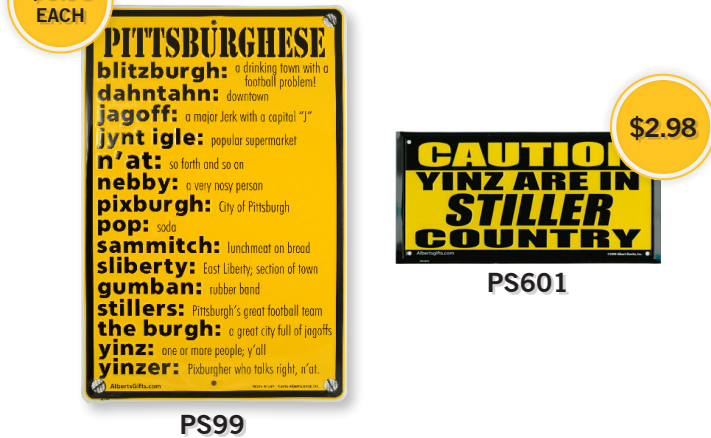 EACH
PITTSBURGHESE
blitzburgh: a drinking town with a
football problem!
dahntahn: downtown
jagoff: a major Jerk with a capital "J"
jynt igle: popular supermarket
n'at: so forth and so on
nebby: a very nosy person
pixburgh: City of Pittsburgh
pop: soda
sammitch: lunchmeat on bread
sliberty: East Liberty; section of town
gumban: rubber band
stillers: Pittsburgh's great football team
the burgh: a great city full of jagoffs
yinz: one or more people; y'all
yinzer: Pixburgher who talks right, n'at.
AlbertsGifts.com
PS99
$2.98
CAUTION
YINZ ARE IN
STILLER
COUNTRY
Albertsgifts.com
PS601